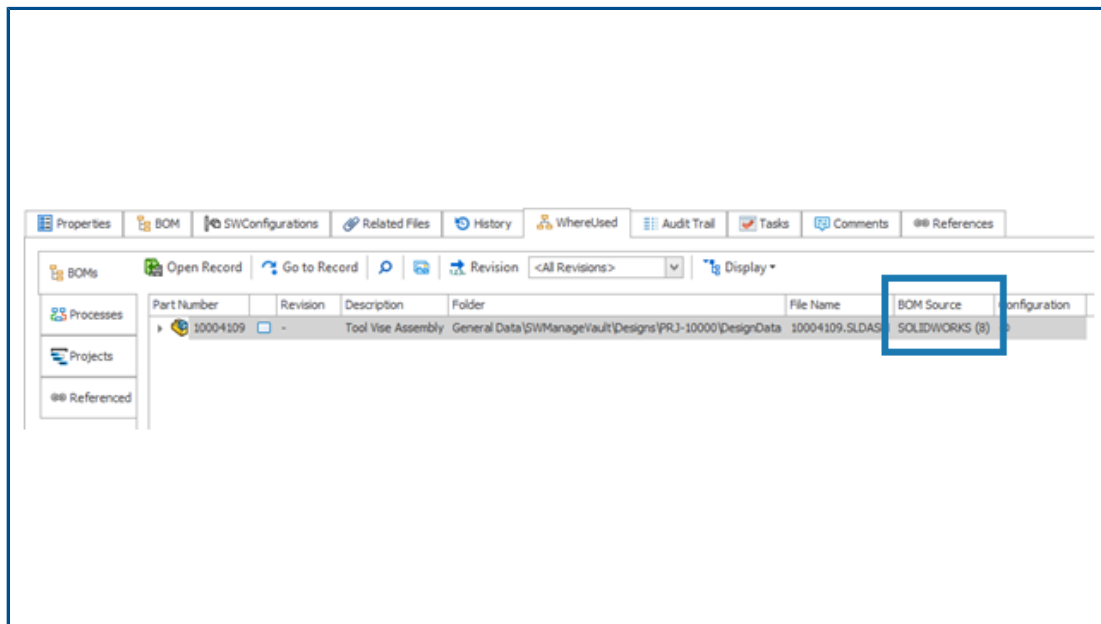 Properties BOM SWConfigurations Related Files History WhereUsed Audit Trail Tasks Comments References
BOMs Open Record Go to Record Revision <All Revisions> Display
Processes
Projects
Referenced
Part Number Revision Description Folder File Name BOM Source onfiguration
10004109 - Tool Vise Assembly General Data\SWManageVault\Designs\PRJ-10000\DesignData 10004109.SLDAS SOLIDWORKS (8)